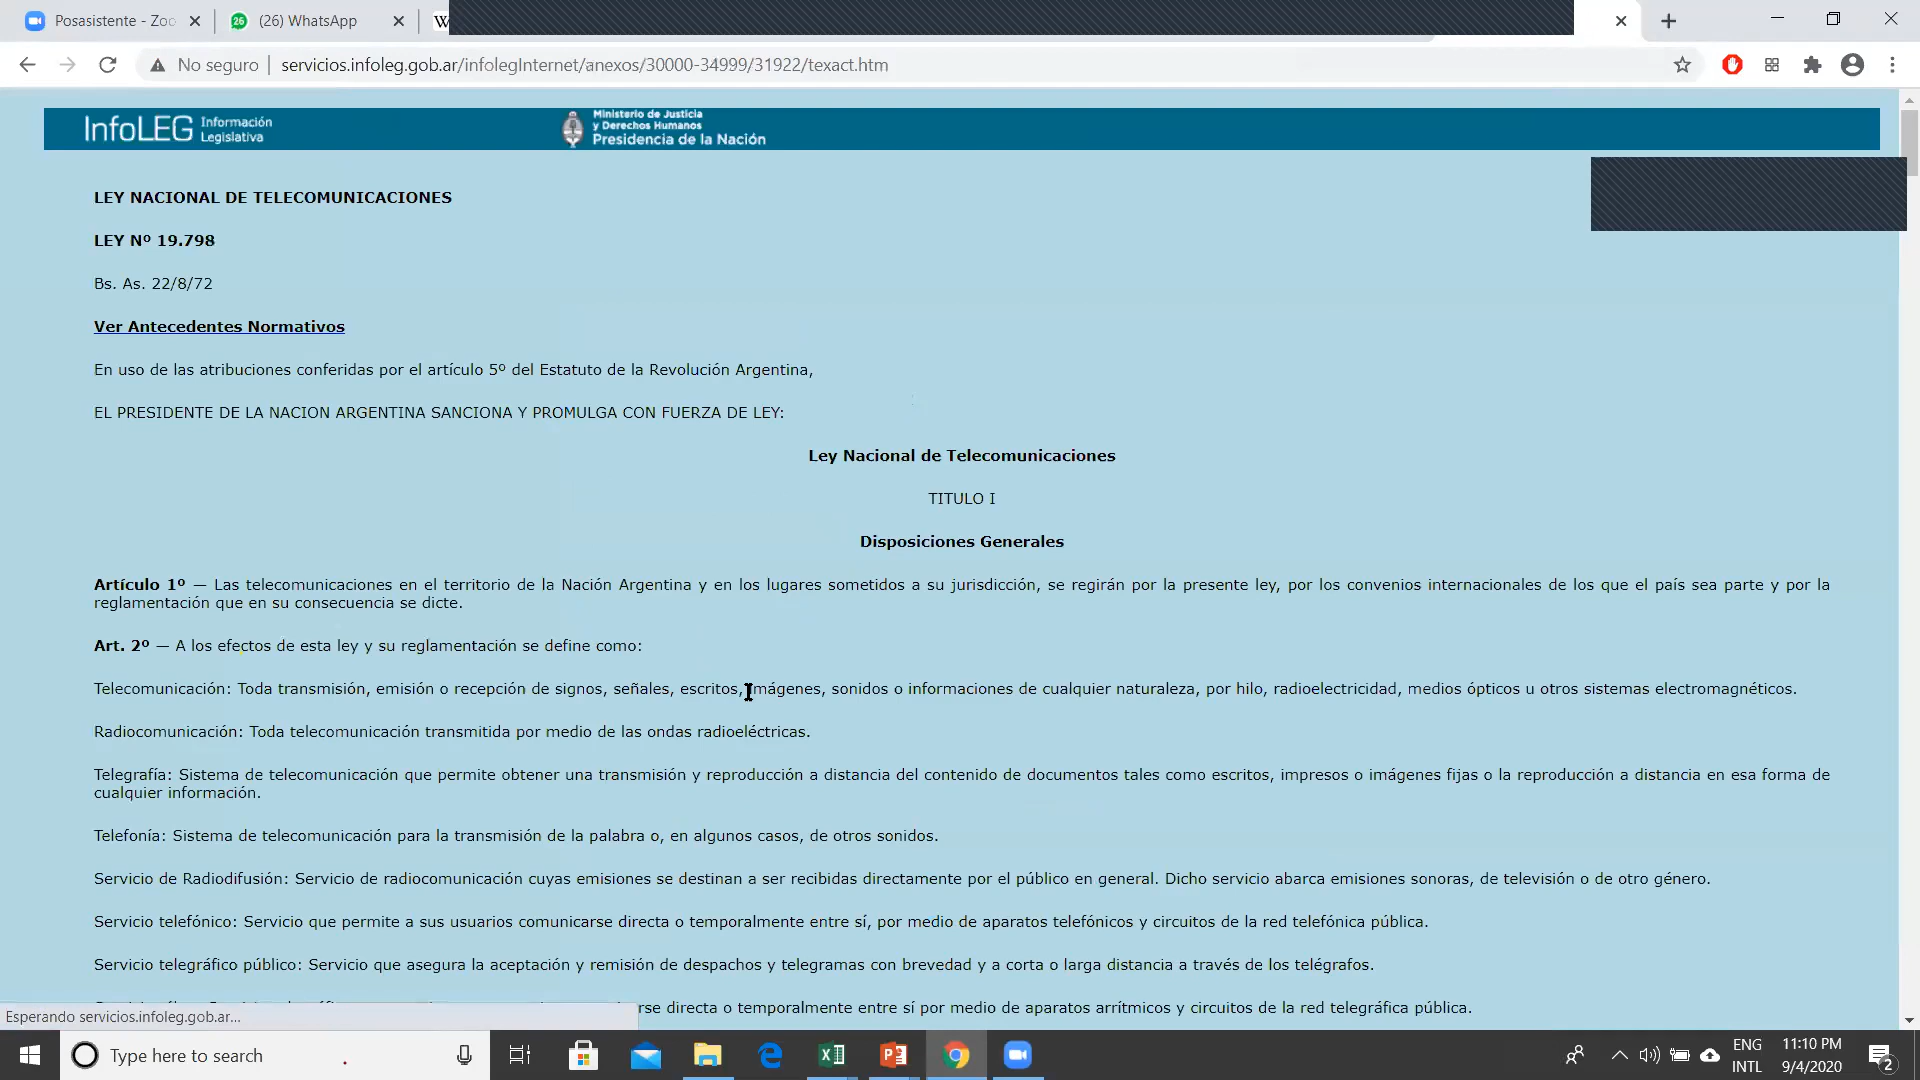 Posasistente - Zoo
26
(26) WhatsApp
W
No seguro
servicios.infoleg.gob.ar/infolegInternet/anexos/30000-34999/31922/texact.htm
InfoLEG Información
Legislativa
Ministerio de Justicia
y Derechos Humanos
Presidencia de la Nación
LEY NACIONAL DE TELECOMUNICACIONES
LEY Nº 19.798
Bs. As. 22/8/72
Ver Antecedentes Normativos
En uso de las atribuciones conferidas por el artículo 5º del Estatuto de la Revolución Argentina,
EL PRESIDENTE DE LA NACION ARGENTINA SANCIONA Y PROMULGA CON FUERZA DE LEY:
Ley Nacional de Telecomunicaciones
TITULO I
Disposiciones Generales
Artículo 1º — Las telecomunicaciones en el territorio de la Nación Argentina y en los lugares sometidos a su jurisdicción, se regirán por la presente ley, por los convenios internacionales de los que el país sea parte y por la
reglamentación que en su consecuencia se dicte.
Art. 2º — A los efectos de esta ley y su reglamentación se define como:
Telecomunicación: Toda transmisión, emisión o recepción de signos, señales, escritos, imágenes, sonidos o informaciones de cualquier naturaleza, por hilo, radioelectricidad, medios ópticos u otros sistemas electromagnéticos.
Radiocomunicación: Toda telecomunicación transmitida por medio de las ondas radioeléctricas.
Telegrafía: Sistema de telecomunicación que permite obtener una transmisión y reproducción a distancia del contenido de documentos tales como escritos, impresos o imágenes fijas o la reproducción a distancia en esa forma de
cualquier información.
Telefonía: Sistema de telecomunicación para la transmisión de la palabra o, en algunos casos, de otros sonidos.
Servicio de Radiodifusión: Servicio de radiocomunicación cuyas emisiones se destinan a ser recibidas directamente por el público en general. Dicho servicio abarca emisiones sonoras, de televisión o de otro género.
Servicio telefónico: Servicio que permite a sus usuarios comunicarse directa o temporalmente entre sí, por medio de aparatos telefónicos y circuitos de la red telefónica pública.
Servicio telegráfico público: Servicio que asegura la aceptación y remisión de despachos y telegramas con brevedad y a corta o larga distancia a través de los telégrafos.
rse directa o temporalmente entre sí por medio de aparatos arrítmicos y circuitos de la red telegráfica pública.
Esperando servicios.infoleg.gob.ar...
Type here to search
ENG
INTL
11:10 PM
9/4/2020
2